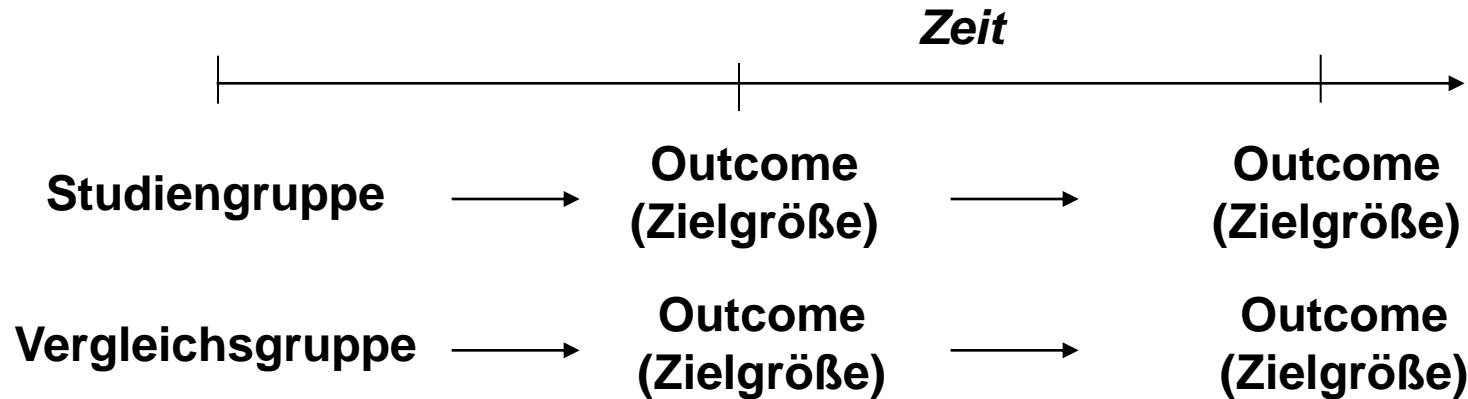 Zeit
Studiengruppe
Outcome
(Zielgröße)
Outcome
(Zielgröße)
Vergleichsgruppe
Outcome
(Zielgröße)
Outcome
(Zielgröße)